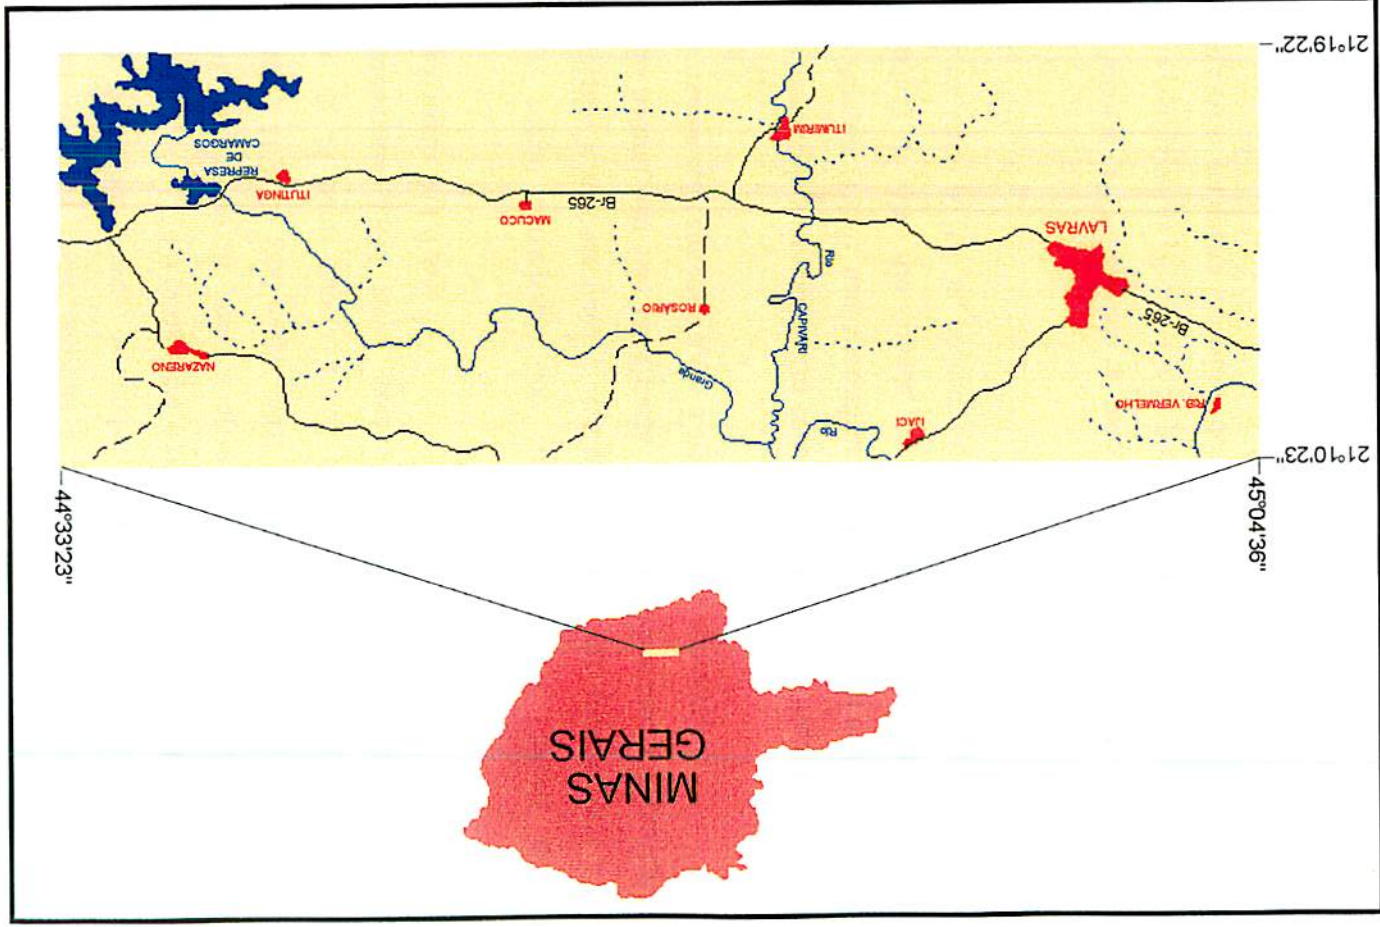 MINAS
GERAIS
45°04'36"
44°33'23"
21°10'23"
RIB. VERMELHO
IJACI
Rio
Grande
NAZARENO
Br-265
CAPIVARI
ROSÁRIO
Rio
LAVRAS
MACUCO
Br-265
ITUTINGA
REPRESA
DE
CAMARGOS
ITUMIRIM
21°19'22"